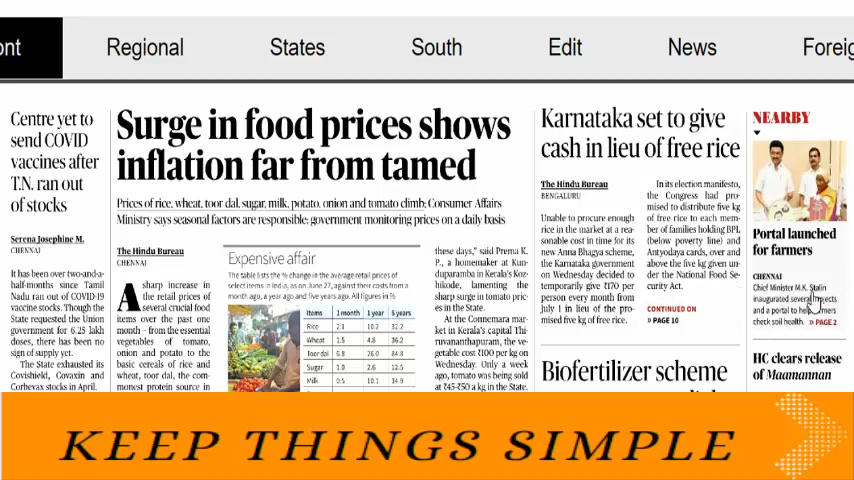 ont Regional States South Edit News Foreig
Centre yet to
send COVID
vaccines after
T.N. ran out
of stocks
Serena Josephine M.
CHENNAI
It has been over two-and-a-
half-months since Tamil
Nadu ran out of COVID-19
vaccine stocks. Though the
State requested the Union
government for 6.25 lakh
doses, there has been no
sign of supply yet.
The State exhausted its
Covishield, Covaxin and
Corbevax stocks in April.
Surge in food prices shows
inflation far from tamed
Prices of rice, wheat, toor dal, sugar, milk, potato, onion and tomato climb; Consumer Affairs
Ministry says seasonal factors are responsible; government monitoring prices on a daily basis
The Hindu Bureau
CHENNAI
A sharp increase in
the retail prices of
several crucial food
items over the past one
month – from the essential
vegetables of tomato,
onion and potato to the
basic cereals of rice and
wheat, toor dal, the com-
monest protein source in
Expensive affair
The table lists the % change in the average retail prices of
select items in India, as on June 27, against their costs from a
month ago, a year ago and five years ago. All figures in %
Items 1 month 1 year 5 years
Rice 2.1 10.2 32.2
Wheat 1.5 4.8 36.2
Toor dal 6.8 26.0 84.8
Sugar 1.0 2.6 12.5
Milk 0.5 10.1 34.9
these days,” said Prema K.
P., a homemaker at Kun-
duparamba in Kerala's Koz-
hikode, lamenting the
sharp surge in tomato pric-
es in the State.
At the Connemara mar-
ket in Kerala's capital Thi-
ruvananthapuram, the ve-
getable cost ₹100 per kg on
Wednesday. Only a week
ago, tomato was being sold
at ₹45-₹50 a kg in the State.
Karnataka set to give
cash in lieu of free rice
The Hindu Bureau
BENGALURU
Unable to procure enough
rice in the market at a rea-
sonable cost in time for its
new Anna Bhagya scheme,
the Karnataka government
on Wednesday decided to
temporarily give ₹170 per
person every month from
July 1 in lieu of the pro-
mised five kg of free rice.
In its election manifesto,
the Congress had pro-
mised to distribute five kg
of free rice to each mem-
ber of families holding BPL
(below poverty line) and
Antyodaya cards, over and
above the five kg given un-
der the National Food Se-
curity Act.
CONTINUED ON
» PAGE 10
Biofertilizer scheme
NEARBY
Portal launched
for farmers
CHENNAI
Chief Minister M.K. Stalin
inaugurated several projects
and a portal to help farmers
check soil health. » PAGE 2
HC clears release
of Maamannan
KEEP THINGS SIMPLE